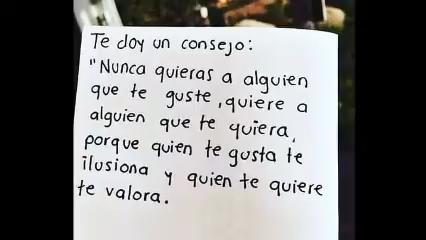 Te doy un consejo:
"Nunca quieras a alguien
que te guste, quiere a
alguien que te quiera,
porque quien te gusta te
ilusiona y quien te quiere
te valora.